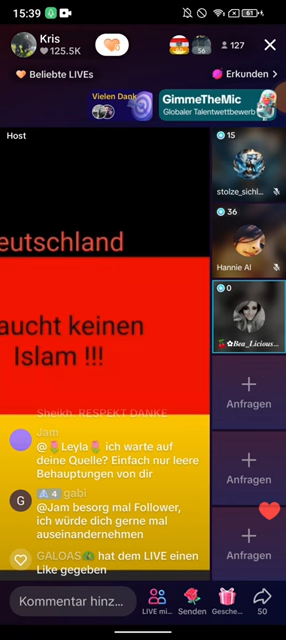 15:39
61
Kris
125.5K
56
127
Beliebte LIVEs
Erkunden >
Vielen Dank
GimmeTheMic
Globaler Talentwettbewerb
Host
15
stolze_sichl...
eutschland
36
Hannie Al
aucht keinen
Islam !!!
0
Bea_Licious...
Anfragen
Sheikh. RESPEKT DANKE
Jam
@🌷Leyla🌷 ich warte auf
deine Quelle? Einfach nur leere
Behauptungen von dir
Anfragen
G
4 gabi
@Jam besorg mal Follower,
ich würde dich gerne mal
auseinandernehmen
GALOAS hat dem LIVE einen
Like gegeben
Anfragen
Kommentar hinz...
LIVE mi...
Senden
Gesche...
50